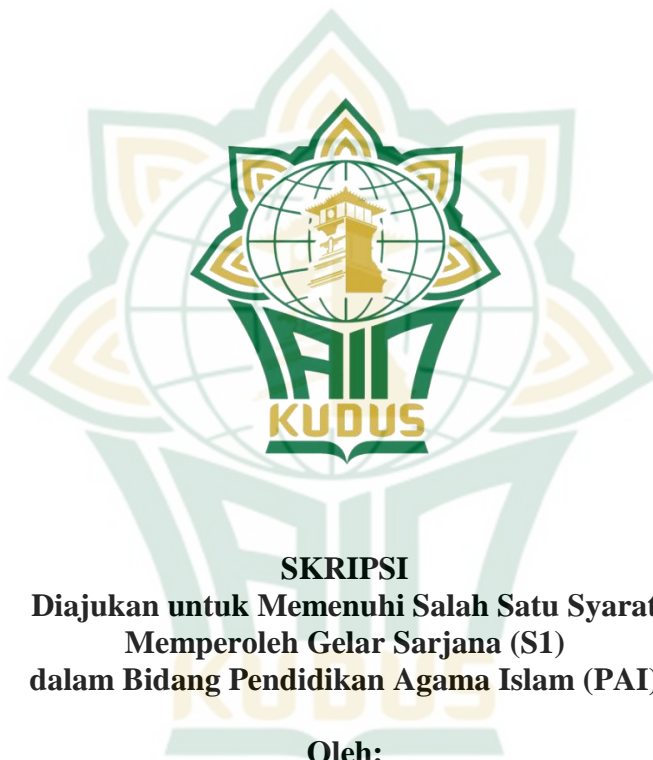 IAIN
KUDUS
SKRIPSI
Diajukan untuk Memenuhi Salah Satu Syarat
Memperoleh Gelar Sarjana (S1)
dalam Bidang Pendidikan Agama Islam (PAI)
Oleh: